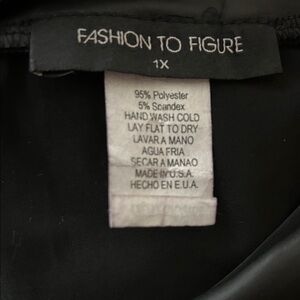 FASHION TO FIGURE
1X
95% Polyester
5% Spandex
HAND WASH COLD
LAY FLAT TO DRY
LAVAR A MANO
AGUA FRIA
SECAR A MANAO
MADE IN U.S.A.
HECHO EN E.U.A.